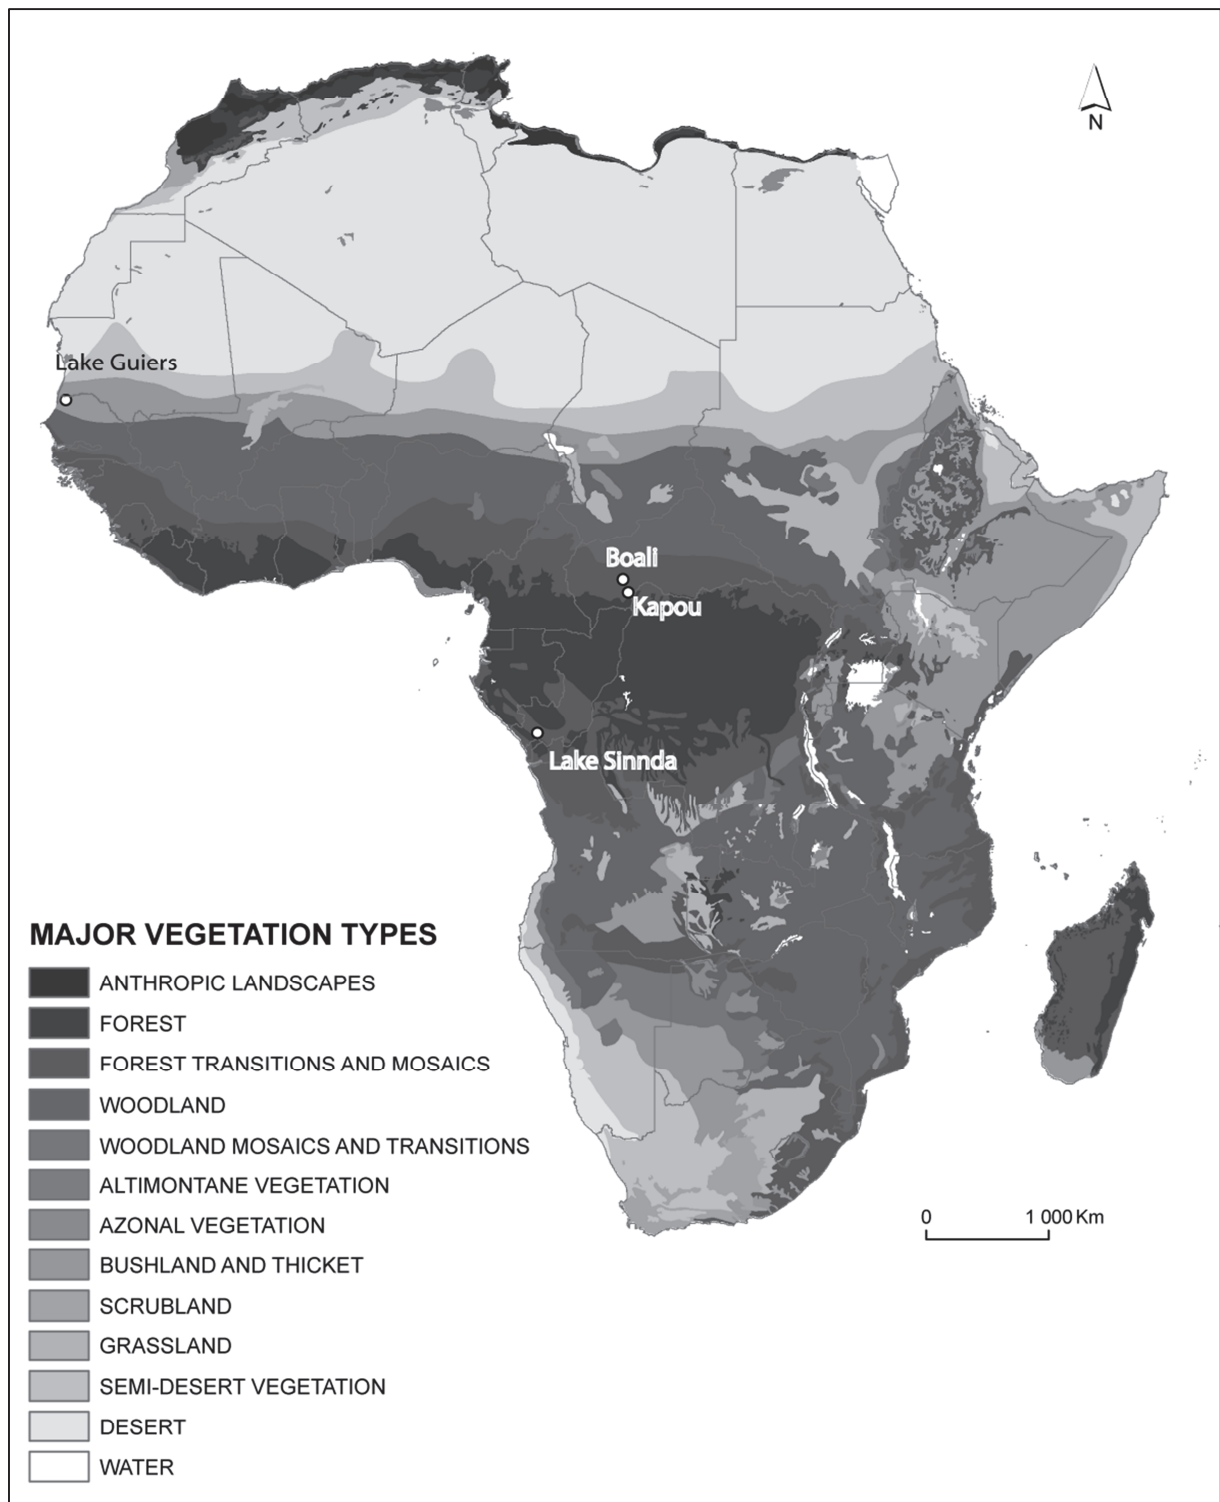 N
Lake Guiers
Boali
Kapou
Lake Sinnda
MAJOR VEGETATION TYPES
ANTHROPIC LANDSCAPES
FOREST
FOREST TRANSITIONS AND MOSAICS
WOODLAND
WOODLAND MOSAICS AND TRANSITIONS
ALTIMONTANE VEGETATION
AZONAL VEGETATION
BUSHLAND AND THICKET
SCRUBLAND
GRASSLAND
SEMI-DESERT VEGETATION
DESERT
WATER
0 1 000 Km